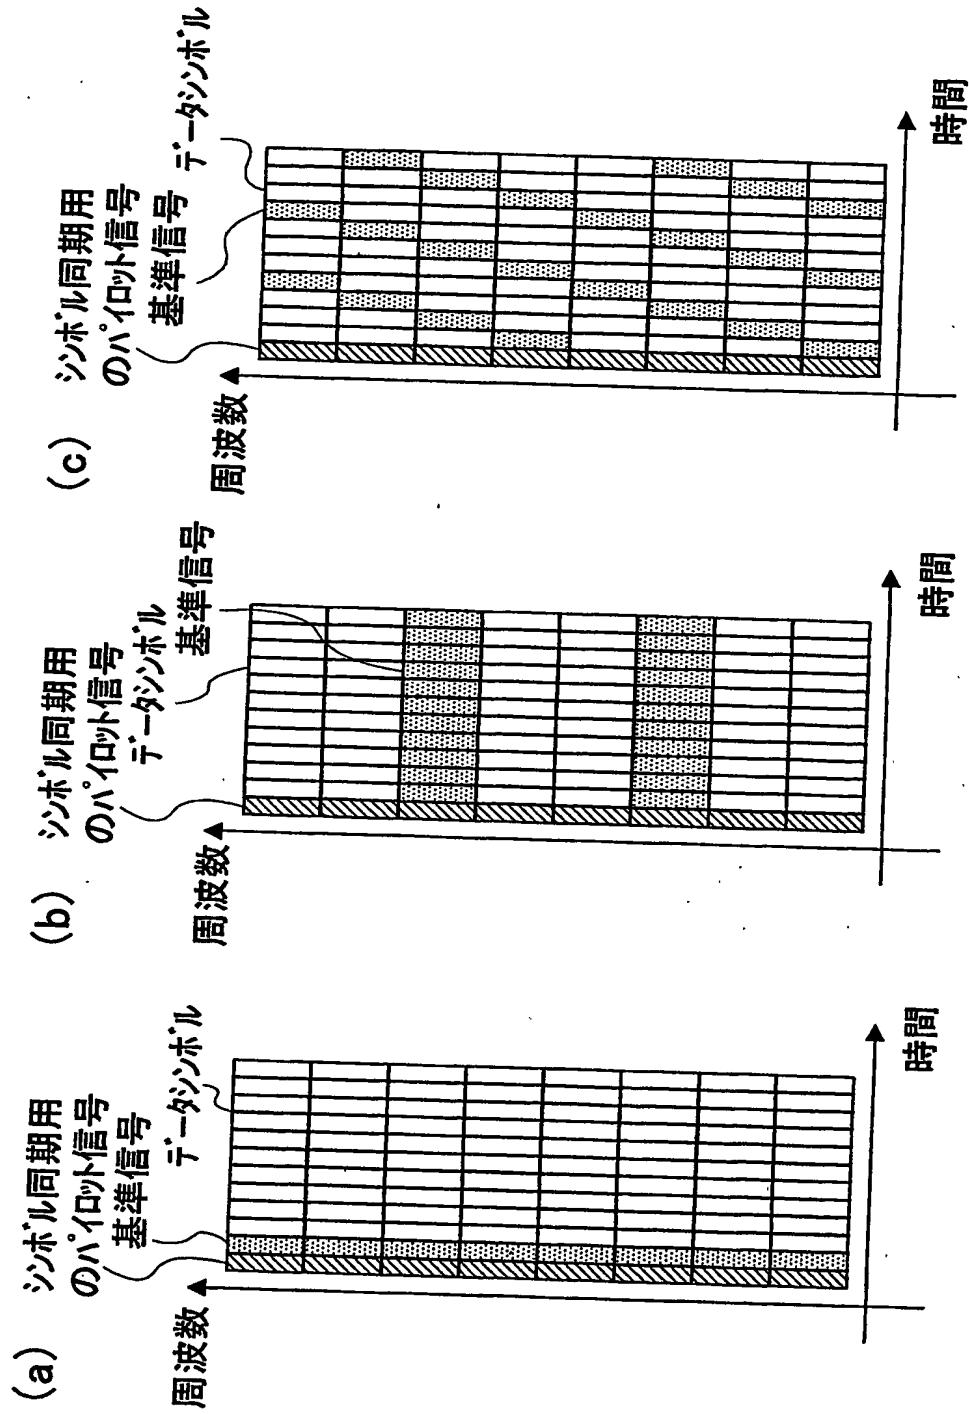 (a)
シンボル同期用
のパイロット信号
基準信号
データシンボル
周波数
時間
(b)
シンボル同期用
のパイロット信号
データシンボル
基準信号
周波数
時間
(c)
シンボル同期用
のパイロット信号
基準信号
データシンボル
周波数
時間